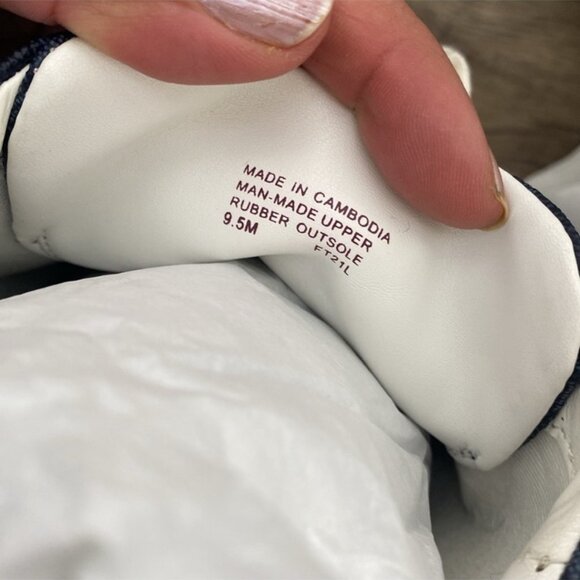 MADE IN CAMBODIA
MAN-MADE UPPER
RUBBER OUTSOLE
9.5M
FT21L